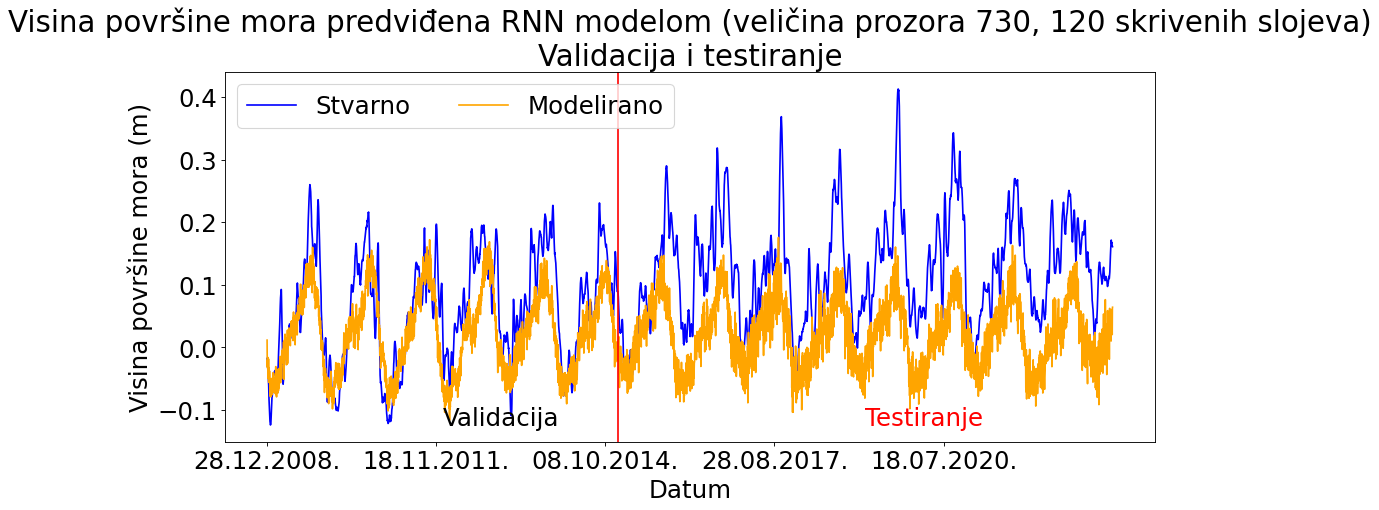 Visina površine mora predviđena RNN modelom (veličina prozora 730, 120 skrivenih slojeva)
Validacija i testiranje
Stvarno
Modelirano
Visina površine mora (m)
0.4
0.3
0.2
0.1
0.0
−0.1
Validacija
Testiranje
28.12.2008.
18.11.2011.
08.10.2014.
28.08.2017.
18.07.2020.
Datum